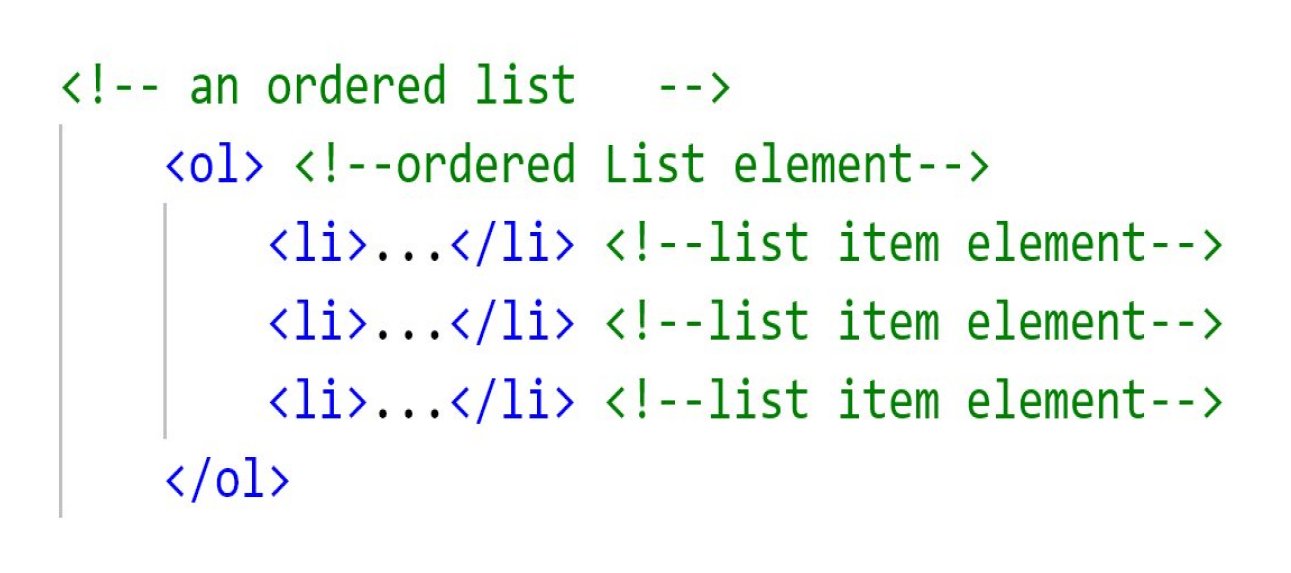 <!-- an ordered list   -->
<ol> <!--ordered List element-->
<li>...</li> <!--list item element-->
<li>...</li> <!--list item element-->
<li>...</li> <!--list item element-->
</ol>